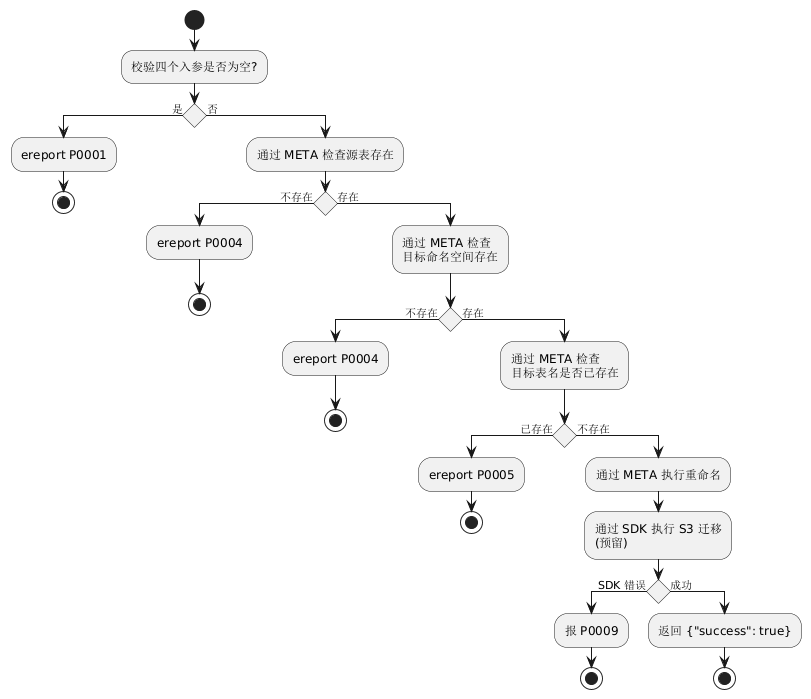 校验四个入参是否为空?
是
否
ereport P0001
通过 META 检查源表存在
不存在
存在
ereport P0004
通过 META 检查
目标命名空间存在
不存在
存在
ereport P0004
通过 META 检查
目标表名是否已存在
已存在
不存在
ereport P0005
通过 META 执行重命名
通过 SDK 执行 S3 迁移
(预留)
SDK 错误
成功
报 P0009
返回 {"success": true}